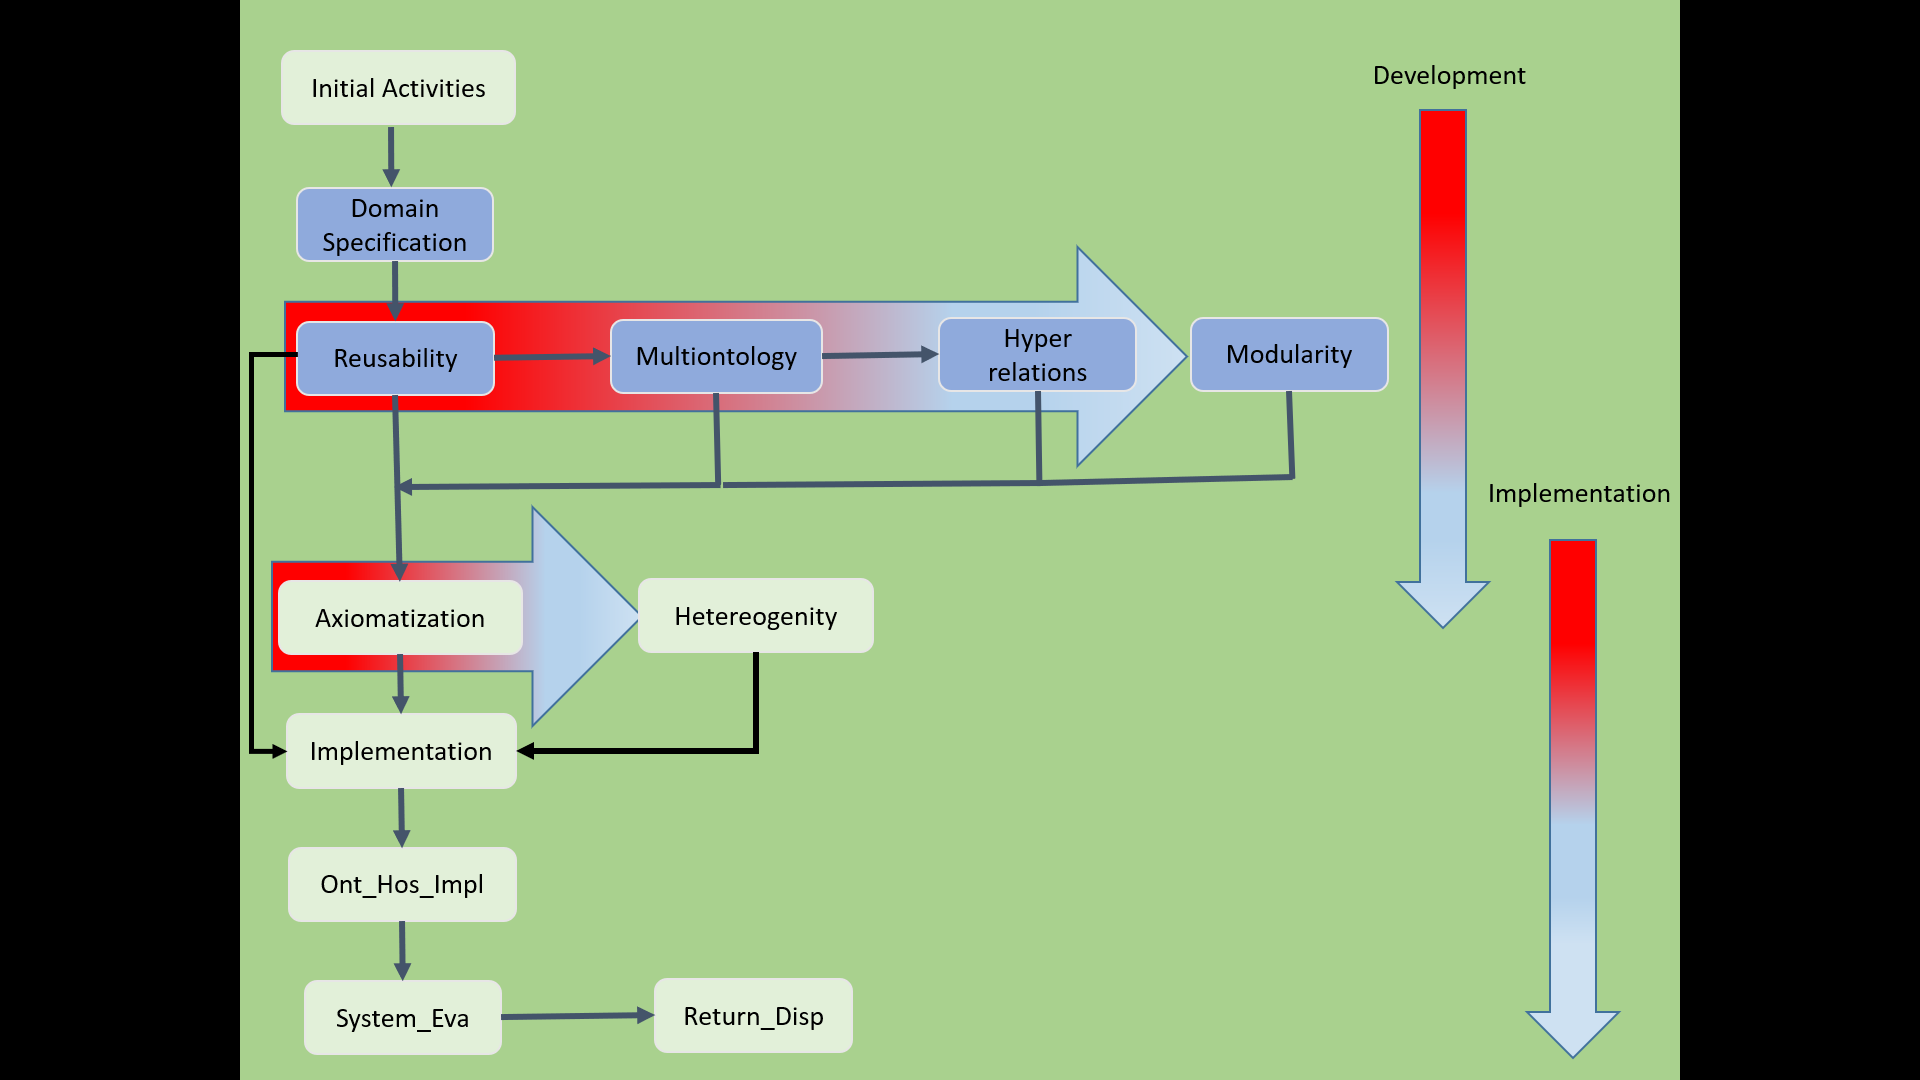 Initial Activities
Development
Domain
Specification
Reusability
Multiontology
Hyper
relations
Modularity
Implementation
Axiomatization
Hetereogenity
Implementation
Ont_Hos_Impl
System_Eva
Return_Disp